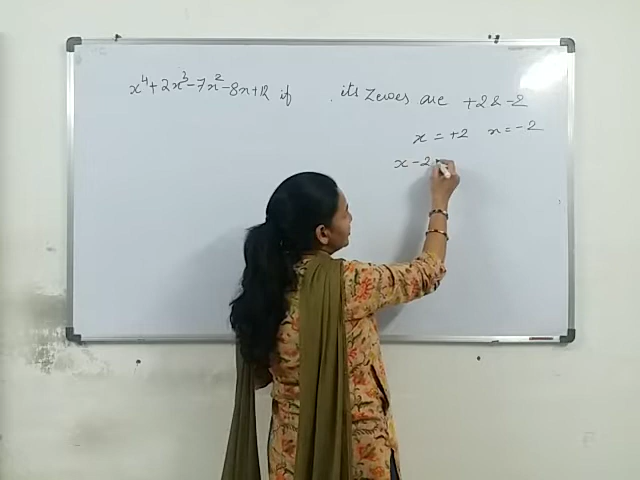 x⁴+2x³-7x²-8x+12 if its zeroes are +2 & -2
x = +2 x = -2
x-2